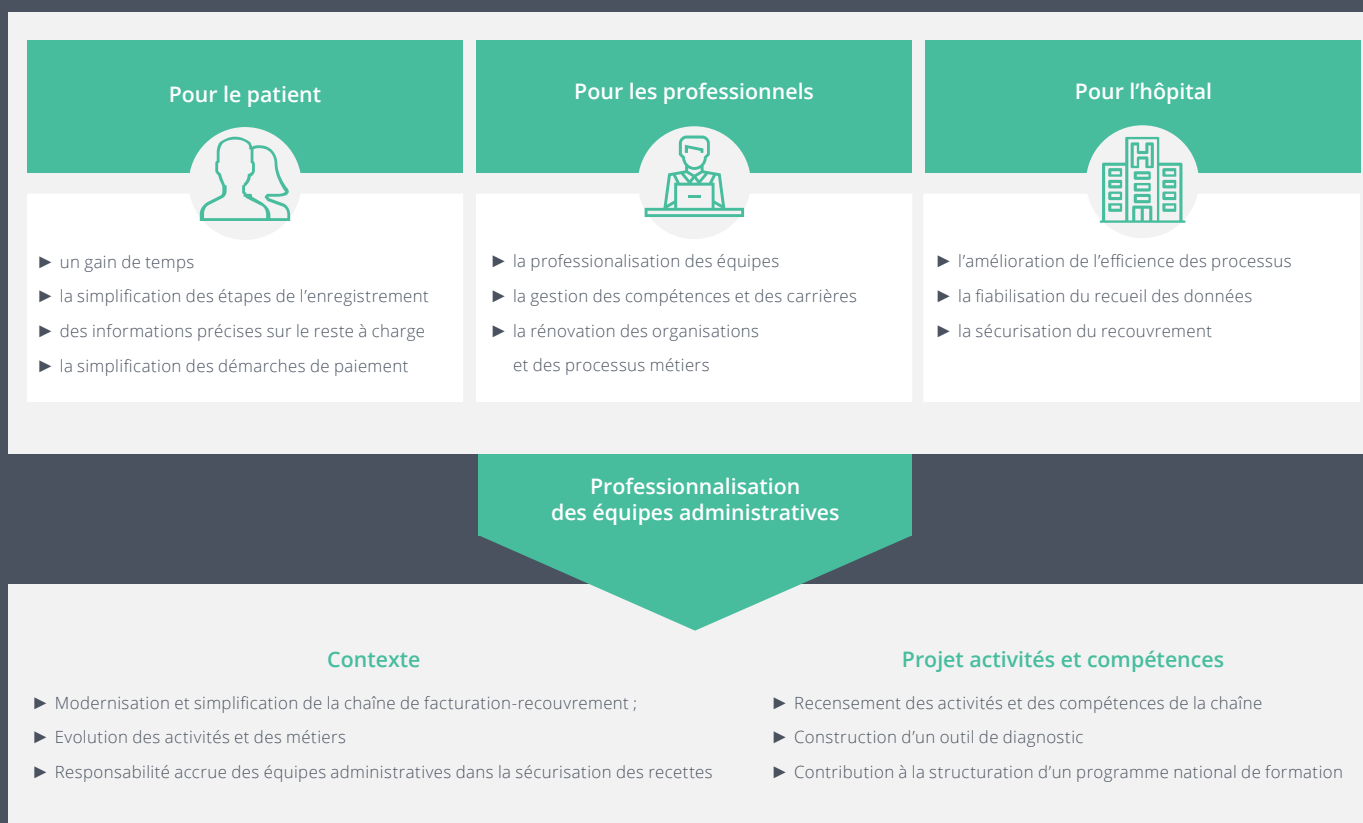 Pour le patient
► un gain de temps
► la simplification des étapes de l'enregistrement
► des informations précises sur le reste à charge
► la simplification des démarches de paiement
Pour les professionnels
► la professionalisation des équipes
► la gestion des compétences et des carrières
► la rénovation des organisations
et des processus métiers
Pour l'hôpital
H
► l'amélioration de l'efficience des processus
► la fiabilisation du recueil des données
► la sécurisation du recouvrement
Professionnalisation
des équipes administratives
Contexte
► Modernisation et simplification de la chaîne de facturation-recouvrement ;
► Evolution des activités et des métiers
► Responsabilité accrue des équipes administratives dans la sécurisation des recettes
Projet activités et compétences
► Recensement des activités et des compétences de la chaîne
► Construction d'un outil de diagnostic
► Contribution à la structuration d'un programme national de formation